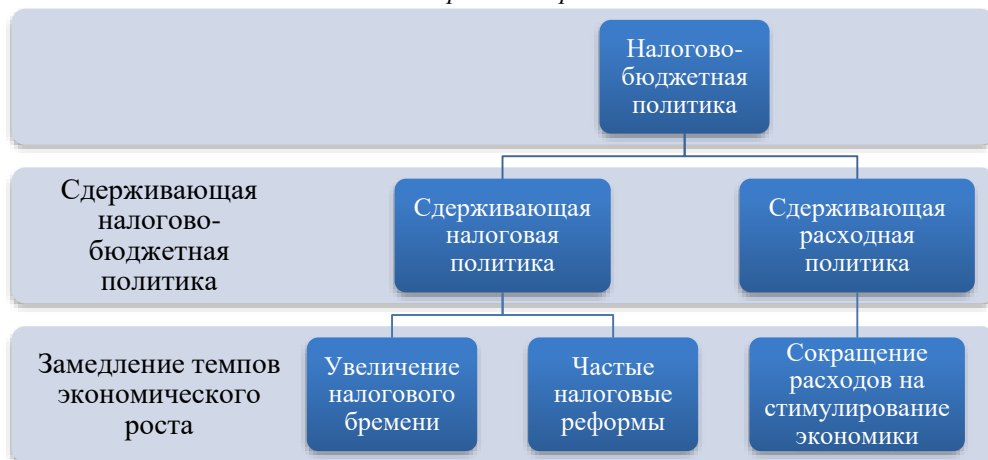 Налогово-
бюджетная
политика
Сдерживающая
налогово-
бюджетная
политика
Сдерживающая
налоговая
политика
Сдерживающая
расходная
политика
Замедление темпов
экономического
роста
Увеличение
налогового
бремени
Частые
налоговые
реформы
Сокращение
расходов на
стимулирование
экономики